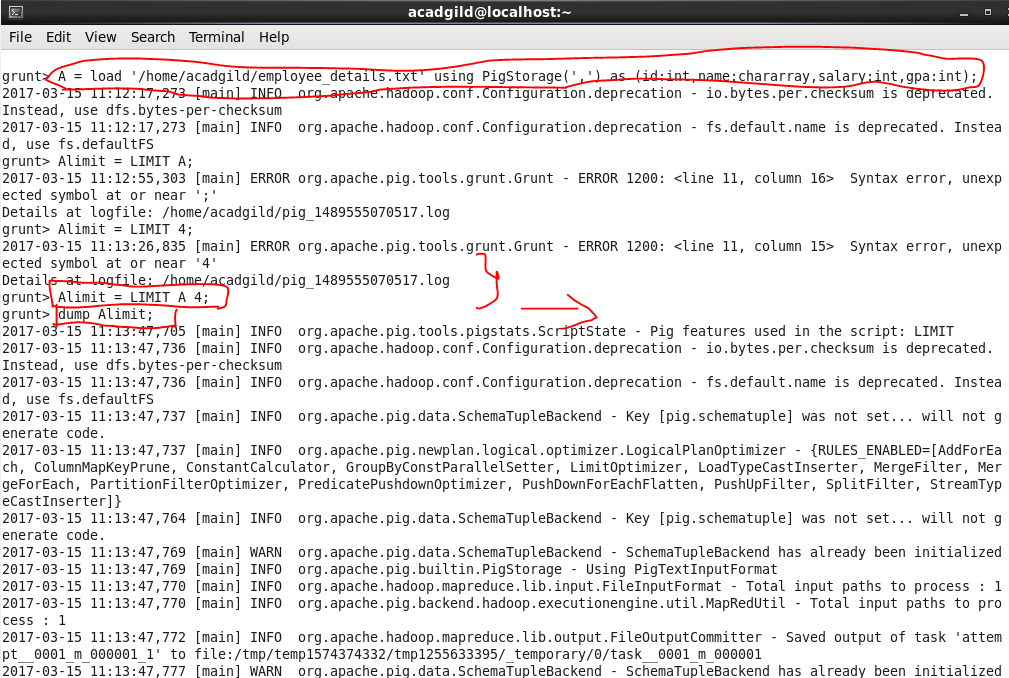 acadgild@localhost:~
File Edit View Search Terminal Help
grunt> A = load '/home/acadgild/employee_details.txt' using PigStorage(',') as (id:int,name:chararray,salary:int,gpa:int);
2017-03-15 11:12:17,273 [main] INFO  org.apache.hadoop.conf.Configuration.deprecation - io.bytes.per.checksum is deprecated.
Instead, use dfs.bytes-per-checksum
2017-03-15 11:12:17,273 [main] INFO  org.apache.hadoop.conf.Configuration.deprecation - fs.default.name is deprecated. Instea
d, use fs.defaultFS
grunt> Alimit = LIMIT A;
2017-03-15 11:12:55,303 [main] ERROR org.apache.pig.tools.grunt.Grunt - ERROR 1200: <line 11, column 16>  Syntax error, unexp
ected symbol at or near ';'
Details at logfile: /home/acadgild/pig_1489555070517.log
grunt> Alimit = LIMIT 4;
2017-03-15 11:13:26,835 [main] ERROR org.apache.pig.tools.grunt.Grunt - ERROR 1200: <line 11, column 15>  Syntax error, unexp
ected symbol at or near '4'
Details at logfile: /home/acadgild/pig_1489555070517.log
grunt> Alimit = LIMIT A 4;
grunt> dump Alimit;
2017-03-15 11:13:47,705 [main] INFO  org.apache.pig.tools.pigstats.ScriptState - Pig features used in the script: LIMIT
2017-03-15 11:13:47,736 [main] INFO  org.apache.hadoop.conf.Configuration.deprecation - io.bytes.per.checksum is deprecated.
Instead, use dfs.bytes-per-checksum
2017-03-15 11:13:47,736 [main] INFO  org.apache.hadoop.conf.Configuration.deprecation - fs.default.name is deprecated. Instea
d, use fs.defaultFS
2017-03-15 11:13:47,737 [main] INFO  org.apache.pig.data.SchemaTupleBackend - Key [pig.schematuple] was not set... will not g
enerate code.
2017-03-15 11:13:47,737 [main] INFO  org.apache.pig.newplan.logical.optimizer.LogicalPlanOptimizer - {RULES_ENABLED=[AddForEa
ch, ColumnMapKeyPrune, ConstantCalculator, GroupByConstParallelSetter, LimitOptimizer, LoadTypeCastInserter, MergeFilter, Mer
geForEach, PartitionFilterOptimizer, PredicatePushdownOptimizer, PushDownForEachFlatten, PushUpFilter, SplitFilter, StreamTyp
eCastInserter]}
2017-03-15 11:13:47,764 [main] INFO  org.apache.pig.data.SchemaTupleBackend - Key [pig.schematuple] was not set... will not g
enerate code.
2017-03-15 11:13:47,769 [main] WARN  org.apache.pig.data.SchemaTupleBackend - SchemaTupleBackend has already been initialized
2017-03-15 11:13:47,769 [main] INFO  org.apache.pig.builtin.PigStorage - Using PigTextInputFormat
2017-03-15 11:13:47,770 [main] INFO  org.apache.hadoop.mapreduce.lib.input.FileInputFormat - Total input paths to process : 1
2017-03-15 11:13:47,770 [main] INFO  org.apache.pig.backend.hadoop.executionengine.util.MapRedUtil - Total input paths to pro
cess : 1
2017-03-15 11:13:47,772 [main] INFO  org.apache.hadoop.mapreduce.lib.output.FileOutputCommitter - Saved output of task 'attem
pt__0001_m_000001_1' to file:/tmp/temp1574374332/tmp1255633395/_temporary/0/task__0001_m_000001
2017-03-15 11:13:47,777 [main] WARN  org.apache.pig.data.SchemaTupleBackend - SchemaTupleBackend has already been initialized